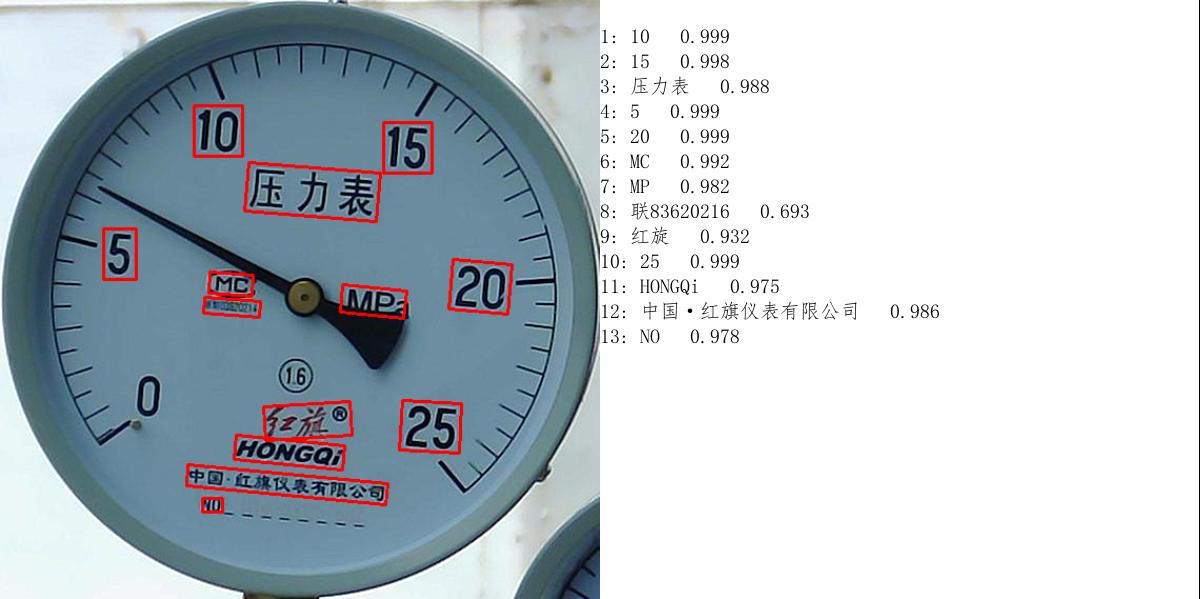 10
15
压力表
5
20
MC
MPa
1.6
0
红旗®
25
HONGQi
中国·红旗仪表有限公司
NO
1: 10 0.999
2: 15 0.998
3: 压力表 0.988
4: 5 0.999
5: 20 0.999
6: MC 0.992
7: MP 0.982
8: 联83620216 0.693
9: 红旋 0.932
10: 25 0.999
11: HONGQi 0.975
12: 中国·红旗仪表有限公司 0.986
13: NO 0.978